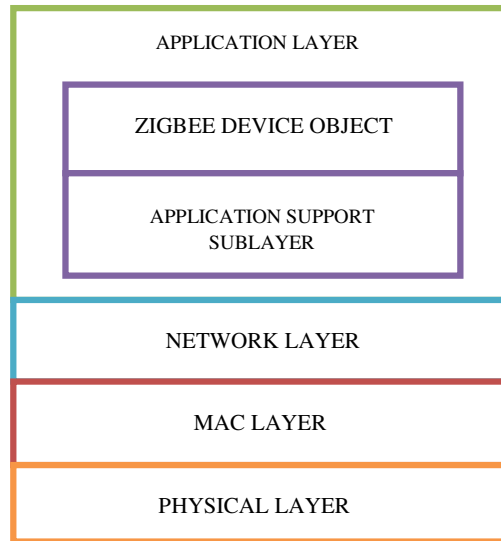 APPLICATION LAYER
ZIGBEE DEVICE OBJECT
APPLICATION SUPPORT
SUBLAYER
NETWORK LAYER
MAC LAYER
PHYSICAL LAYER